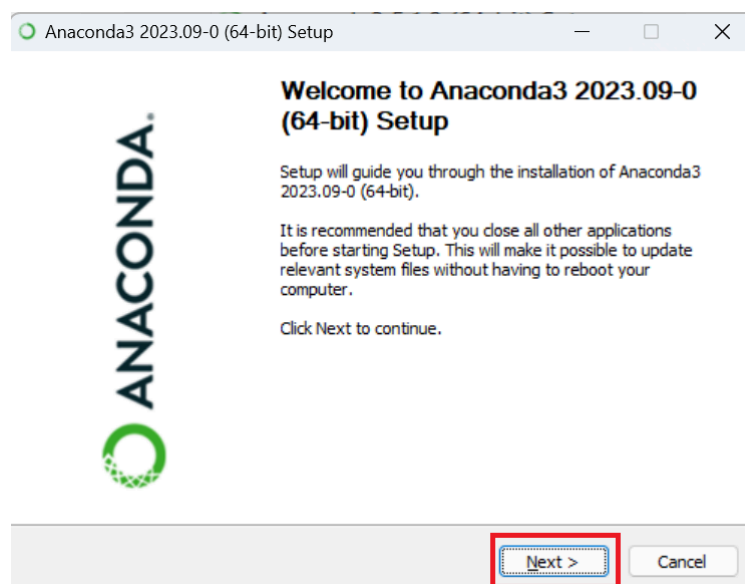 Anaconda3 2023.09-0 (64-bit) Setup
Welcome to Anaconda3 2023.09-0
(64-bit) Setup
Setup will guide you through the installation of Anaconda3
2023.09-0 (64-bit).
It is recommended that you close all other applications
before starting Setup. This will make it possible to update
relevant system files without having to reboot your
computer.
Click Next to continue.
ANACONDA.
Next >
Cancel